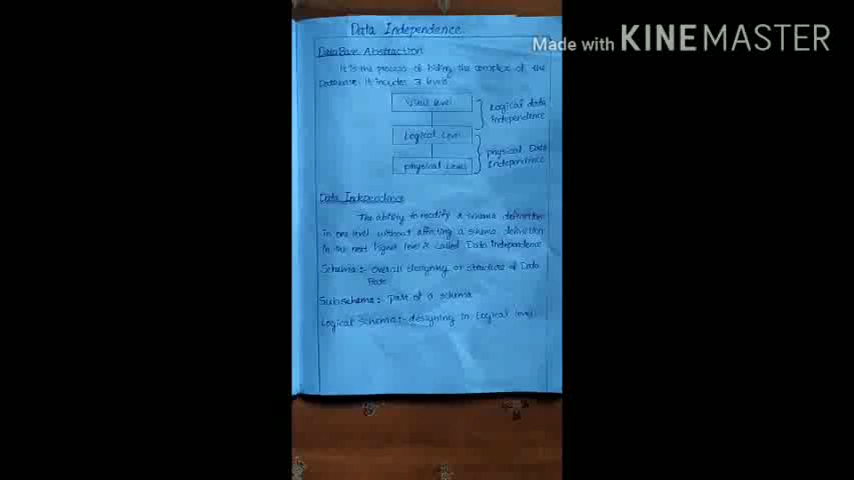 Made with KINEMASTER
Data Independence
DataBase Abstraction
It is the process of hiding the complex of the
Database. It includes 3 levels
View level
Logical data
Independence
Logical Level
physical Data
Independence
physical Level
Data Independence
The ability to modify a schema definition
in one level without affecting a schema definition
in the next higher level is called Data Independence
Schema:- overall designing or structure of Data
Base
Subschema:- part of a schema
Logical Schema:- designing in Logical level